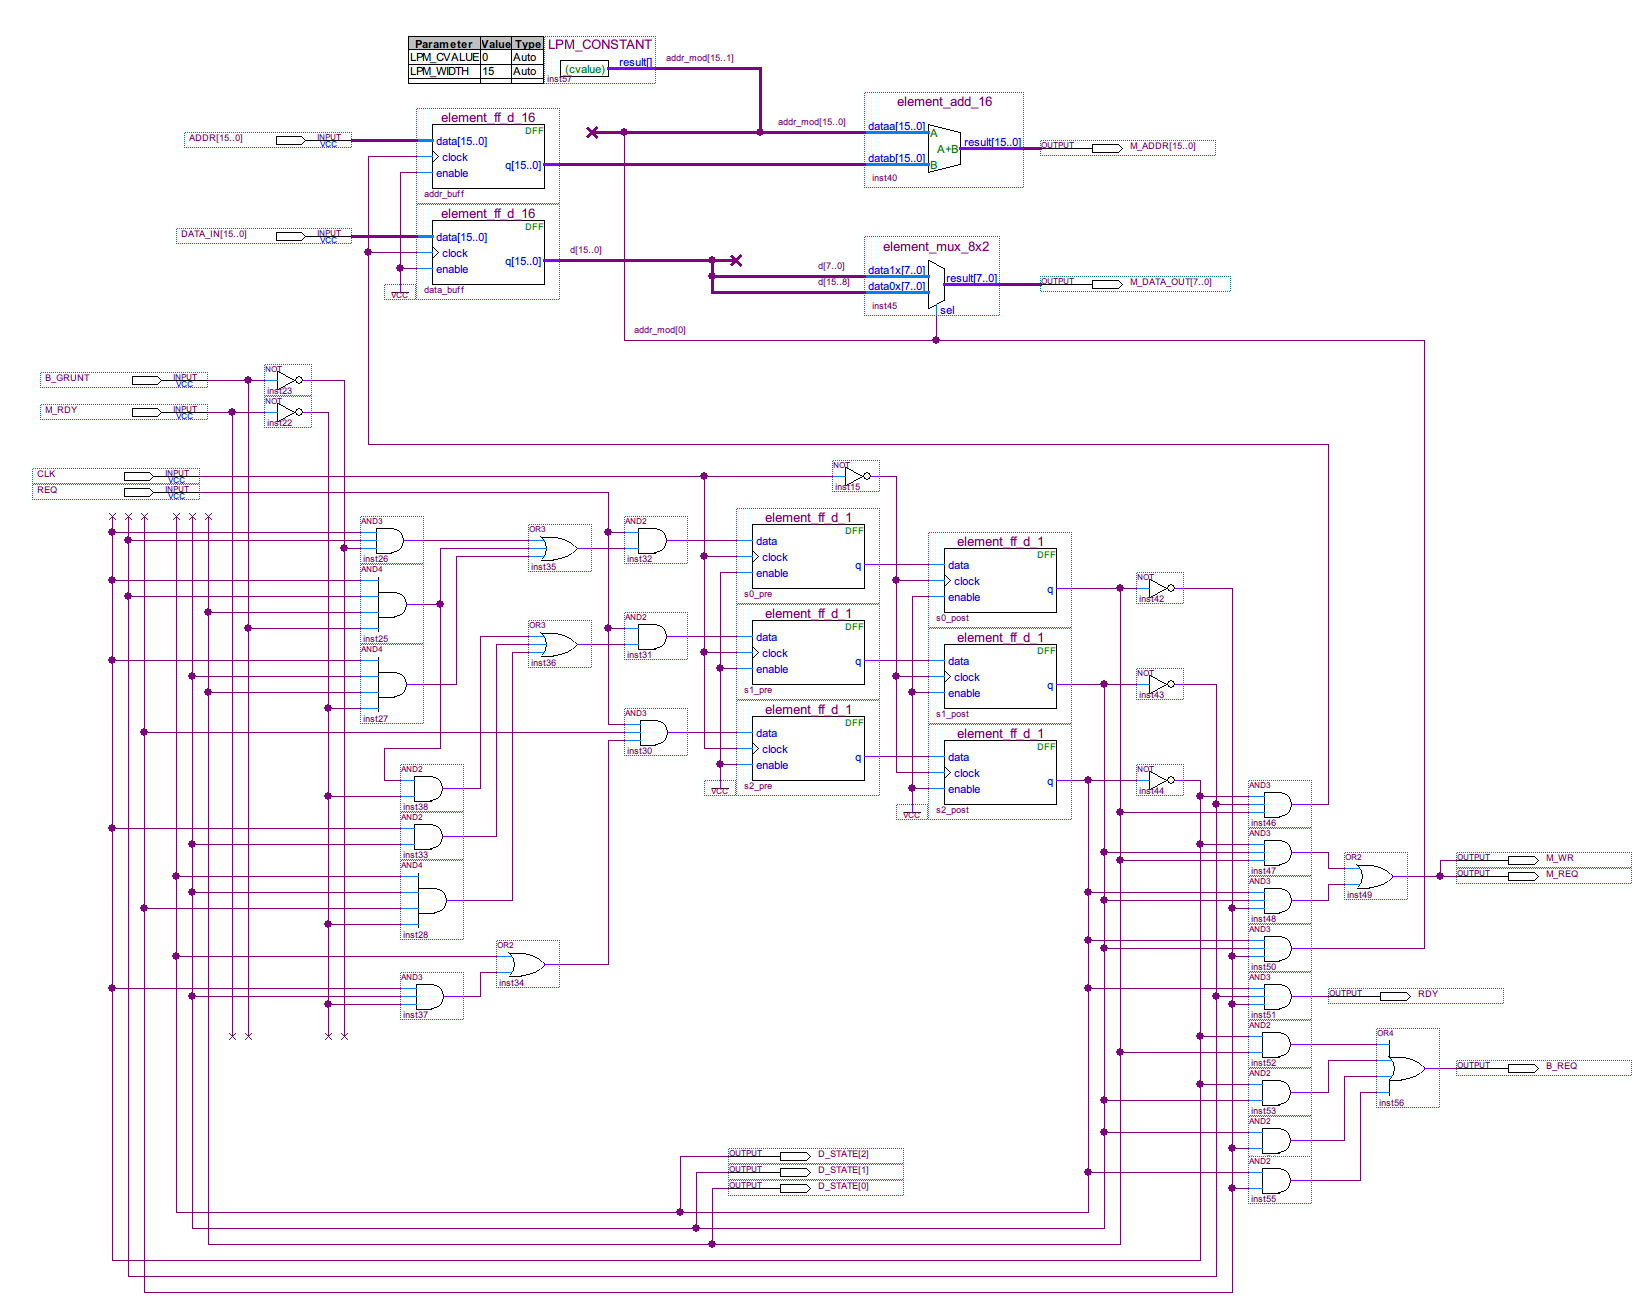 Parameter Value Type
LPM_CVALUE 0 Auto
LPM_WIDTH 15 Auto
LPM_CONSTANT
(cvalue)
result[]
inst57
addr_mod[15..1]
element_ff_d_16
DFF
data[15..0]
clock
enable
q[15..0]
addr_buff
ADDR[15..0]
INPUT
VCC
addr_mod[15..0]
element_add_16
dataa[15..0]
A
A+B
result[15..0]
datab[15..0]
B
inst40
OUTPUT
M_ADDR[15..0]
DATA_IN[15..0]
INPUT
VCC
element_ff_d_16
DFF
data[15..0]
clock
enable
q[15..0]
data_buff
VCC
d[15..0]
d[7..0]
d[15..8]
element_mux_8x2
data1x[7..0]
data0x[7..0]
result[7..0]
sel
inst45
OUTPUT
M_DATA_OUT[7..0]
addr_mod[0]
B_GRUNT
INPUT
VCC
NOT
inst23
M_RDY
INPUT
VCC
NOT
inst22
CLK
INPUT
VCC
REQ
INPUT
VCC
NOT
inst15
AND3
inst26
AND4
inst25
AND4
inst27
OR3
inst35
AND2
inst32
OR3
inst36
AND2
inst31
AND3
inst30
element_ff_d_1
DFF
data
clock
enable
q
s0_pre
element_ff_d_1
DFF
data
clock
enable
q
s1_pre
element_ff_d_1
DFF
data
clock
enable
q
s2_pre
VCC
element_ff_d_1
DFF
data
clock
enable
q
s0_post
element_ff_d_1
DFF
data
clock
enable
q
s1_post
element_ff_d_1
DFF
data
clock
enable
q
s2_post
VCC
NOT
inst42
NOT
inst43
NOT
inst44
AND2
inst38
AND2
inst33
AND4
inst28
OR2
inst34
AND3
inst37
AND3
inst46
AND3
inst47
AND3
inst48
AND3
inst50
AND3
inst51
AND2
inst52
AND2
inst53
AND2
AND2
inst55
OR2
inst49
OUTPUT
M_WR
OUTPUT
M_REQ
OUTPUT
RDY
OR4
inst56
OUTPUT
B_REQ
OUTPUT
D_STATE[2]
OUTPUT
D_STATE[1]
OUTPUT
D_STATE[0]